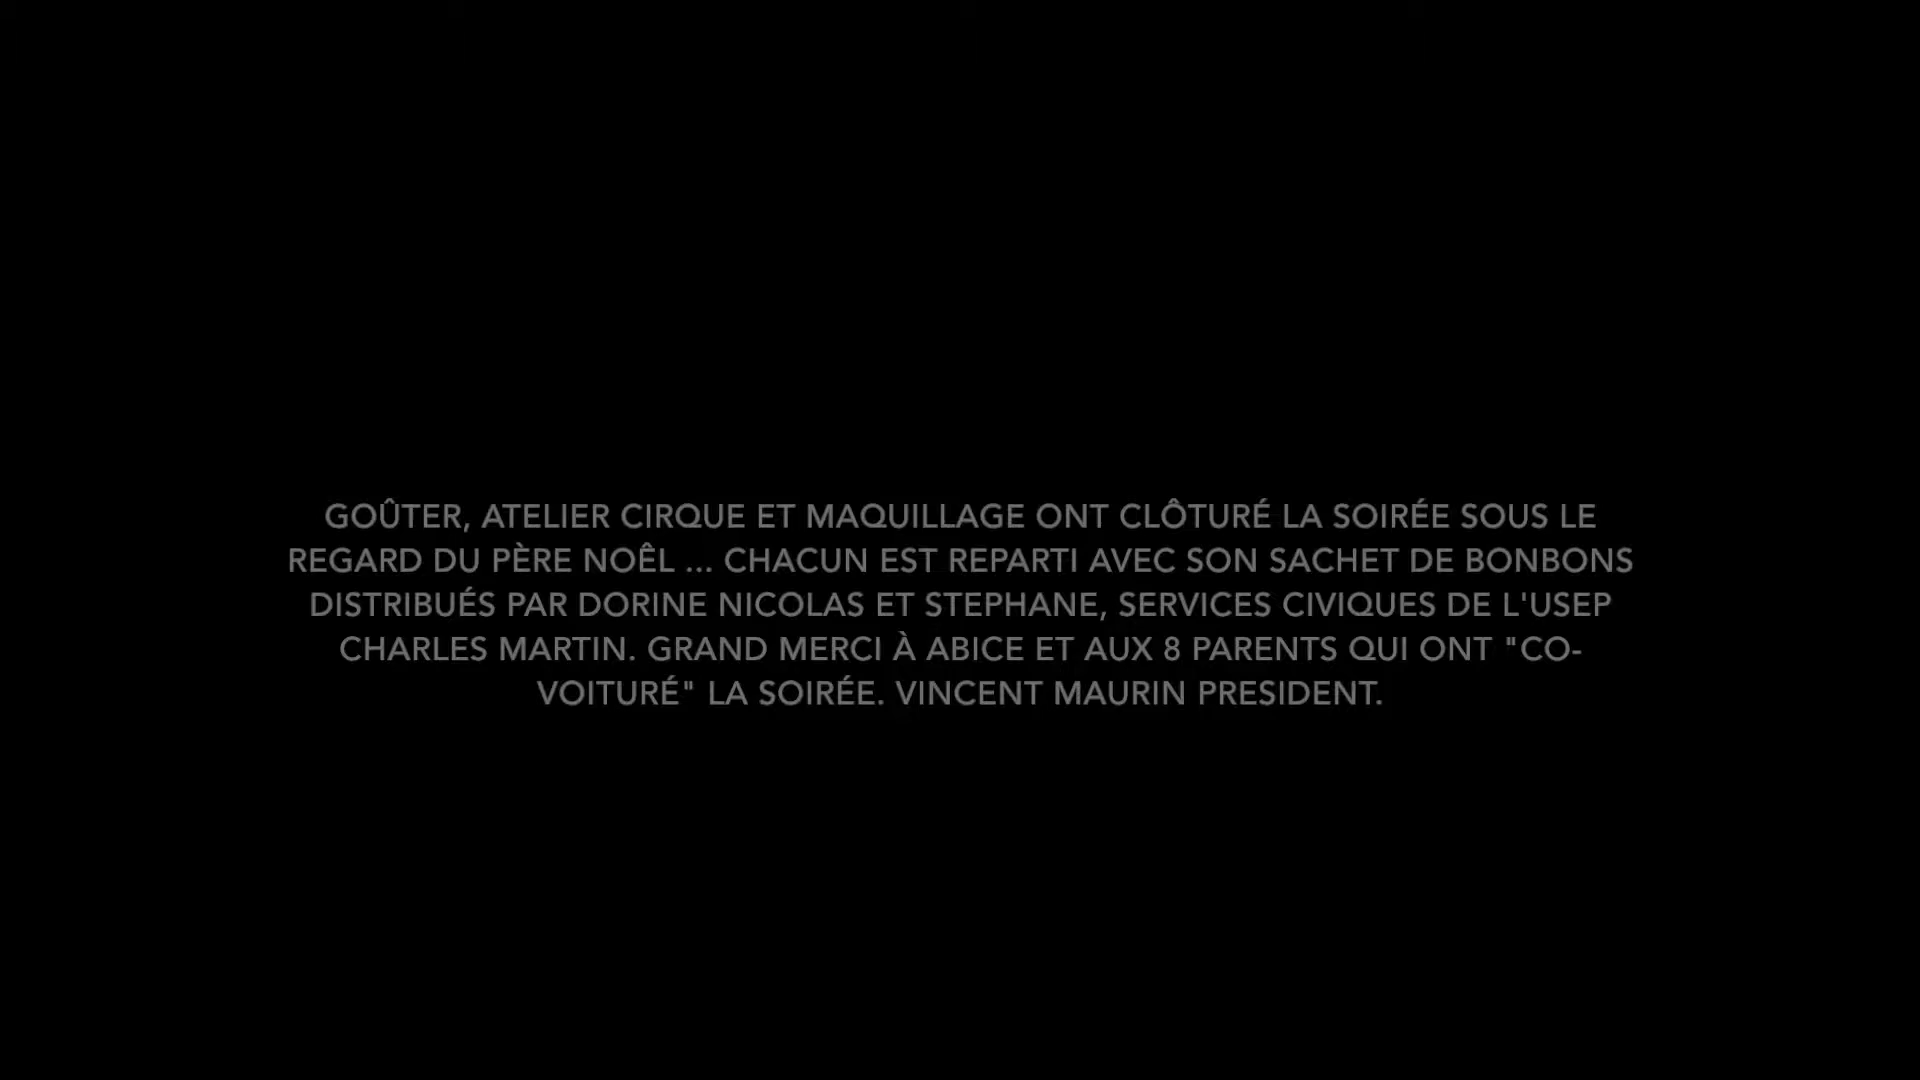 GOÛTER, ATELIER CIRQUE ET MAQUILLAGE ONT CLÔTURÉ LA SOIRÉE SOUS LE
REGARD DU PÈRE NOÊL ... CHACUN EST REPARTI AVEC SON SACHET DE BONBONS
DISTRIBUÉS PAR DORINE NICOLAS ET STEPHANE, SERVICES CIVIQUES DE L'USEP
CHARLES MARTIN. GRAND MERCI À ABICE ET AUX 8 PARENTS QUI ONT "CO-
VOITURÉ" LA SOIRÉE. VINCENT MAURIN PRESIDENT.